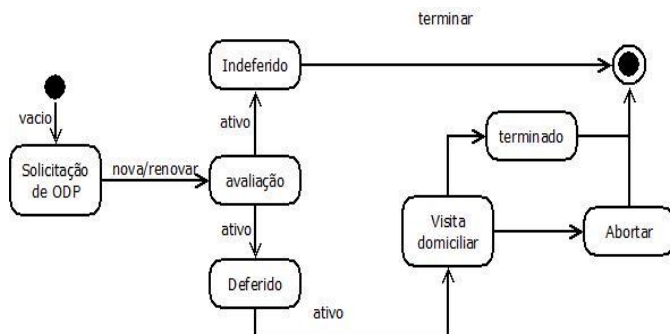 terminar
Indeferido
vacio
ativo
Solicitação
de ODP
nova/renovar
avaliação
terminado
ativo
Visita
domiciliar
Abortar
Deferido
ativo